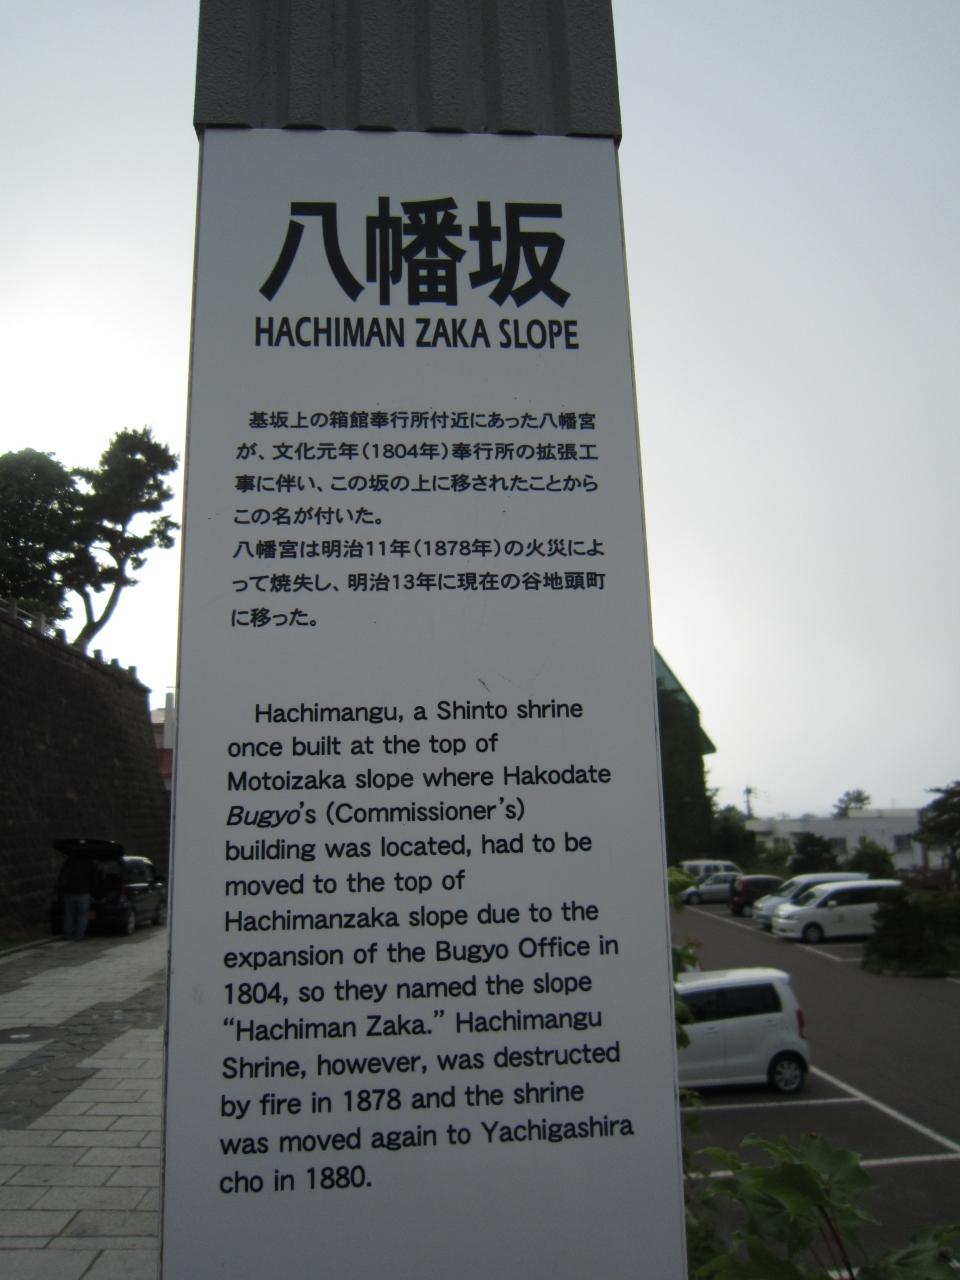 八幡坂
HACHIMAN ZAKA SLOPE
基坂上の箱館奉行所付近にあった八幡宮
が、文化元年(1804年)奉行所の拡張工
事に伴い、この坂の上に移されたことから
この名が付いた。
八幡宮は明治11年(1878年)の火災によ
って焼失し、明治13年に現在の谷地頭町
に移った。
Hachimangu, a Shinto shrine
once built at the top of
Motoizaka slope where Hakodate
Bugyo's (Commissioner's)
building was located, had to be
moved to the top of
Hachimanzaka slope due to the
expansion of the Bugyo Office in
1804, so they named the slope
“Hachiman Zaka.” Hachimangu
Shrine, however, was destructed
by fire in 1878 and the shrine
was moved again to Yachigashira
cho in 1880.